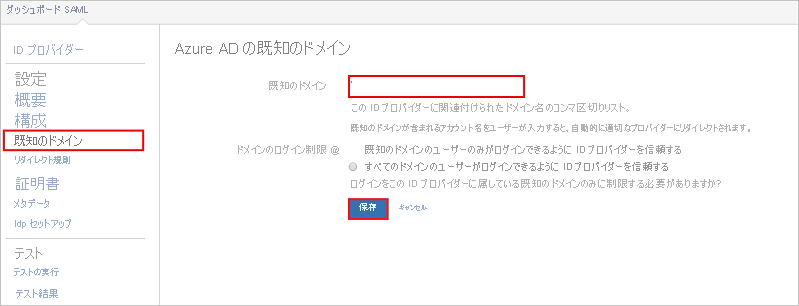 ダッシュボード SAML
ID プロバイダー
設定
概要
構成
既知のドメイン
リダイレクト規則
証明書
メタデータ
Idp セットアップ
テスト
テストの実行
テスト結果
Azure AD の既知のドメイン
既知のドメイン
この ID プロバイダーに関連付けられたドメイン名のコンマ区切りリスト。
既知のドメインが含まれるアカウント名をユーザーが入力すると、自動的に適切なプロバイダーにリダイレクトされます。
ドメインのログイン制限 @
既知のドメインのユーザーのみがログインできるように ID プロバイダーを信頼する
すべてのドメインのユーザーがログインできるように ID プロバイダーを信頼する
ログインをこの ID プロバイダーに属している既知のドメインのみに制限する必要がありますか?
保存 キャンセル